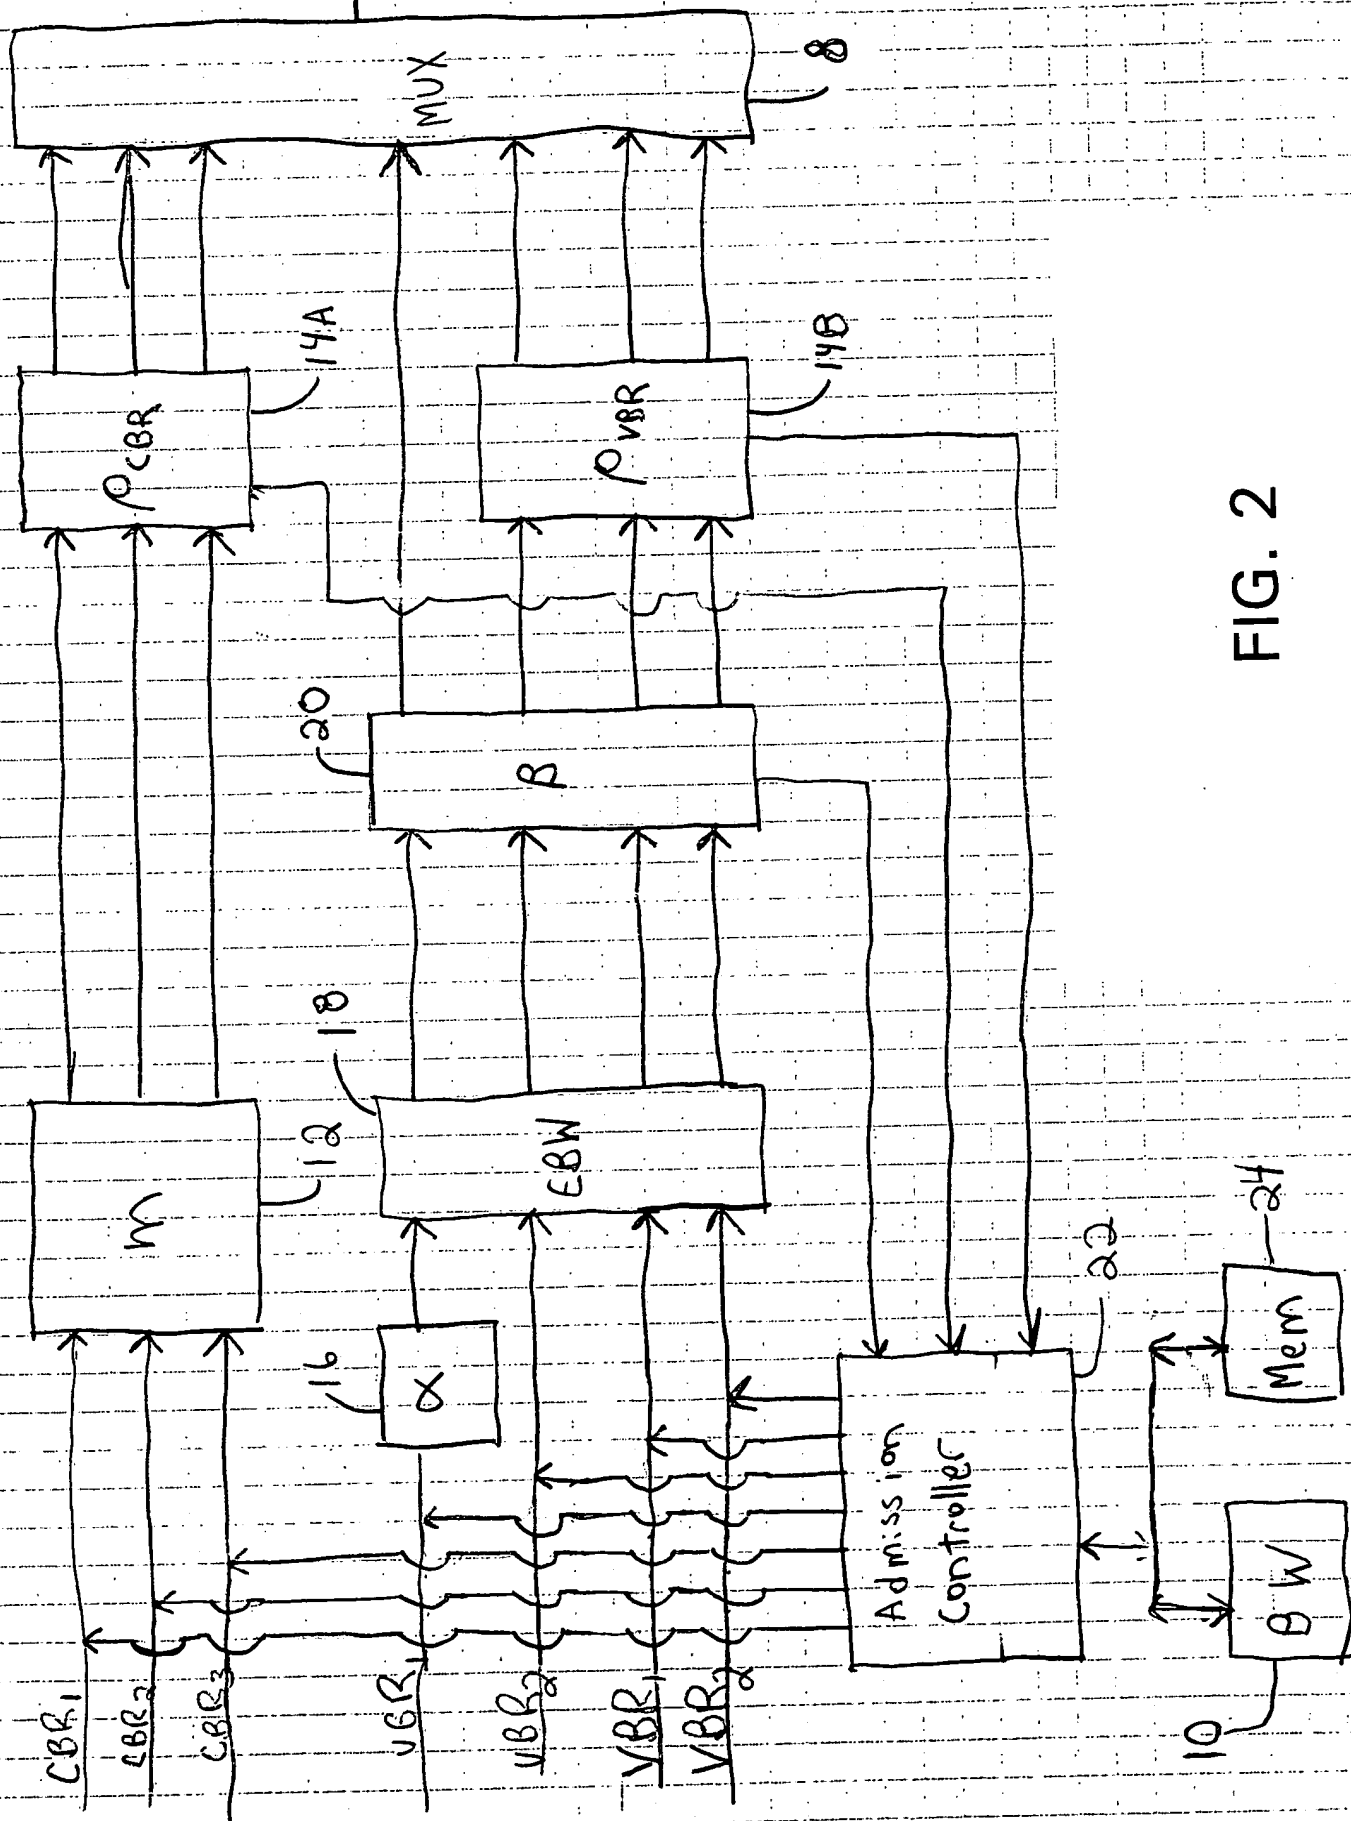 CBR1
CBR2
CBR3
VBR1
VBR2
VBR1
VBR2
m
12
α
16
EBW
18
β
20
ρCBR
14A
ρVBR
14B
MUX
8
Admission
Controller
22
BW
10
Mem
24
FIG. 2